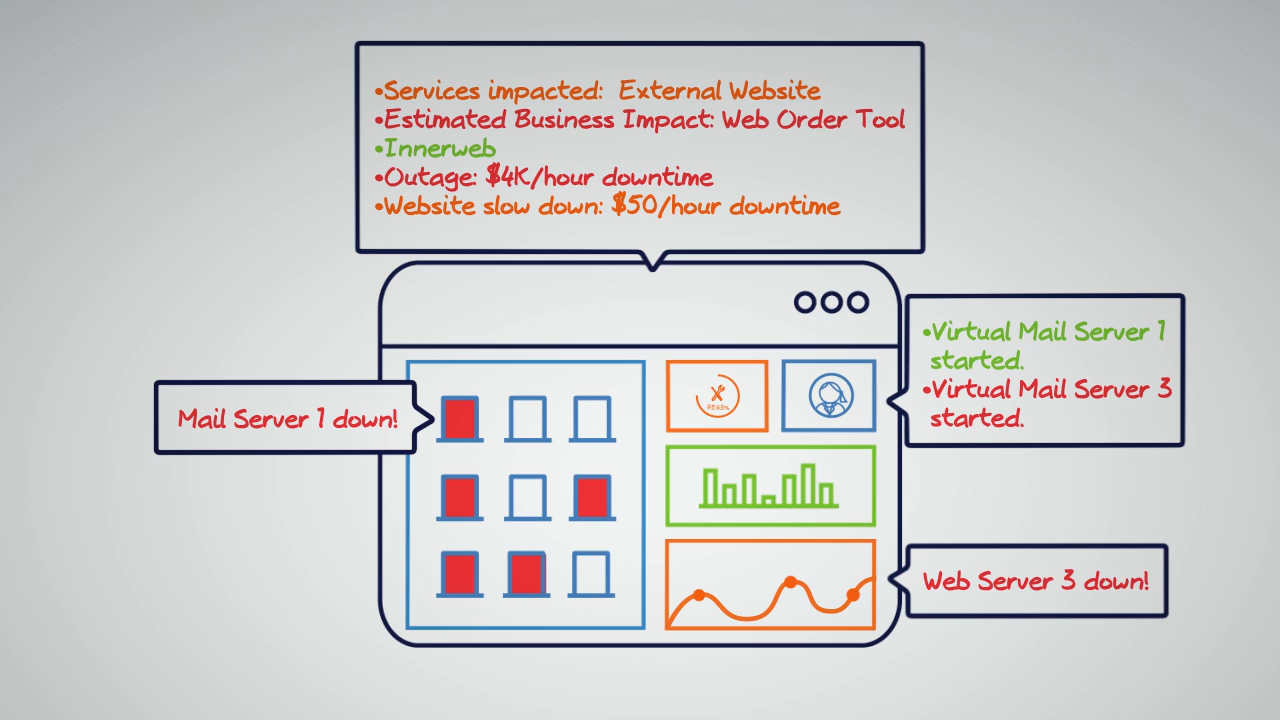 •Services impacted: External Website
•Estimated Business Impact: Web Order Tool
•Innerweb
•Outage: $4K/hour downtime
•Website slow down: $50/hour downtime
•Virtual Mail Server 1
started.
•Virtual Mail Server 3
started.
Mail Server 1 down!
Web Server 3 down!